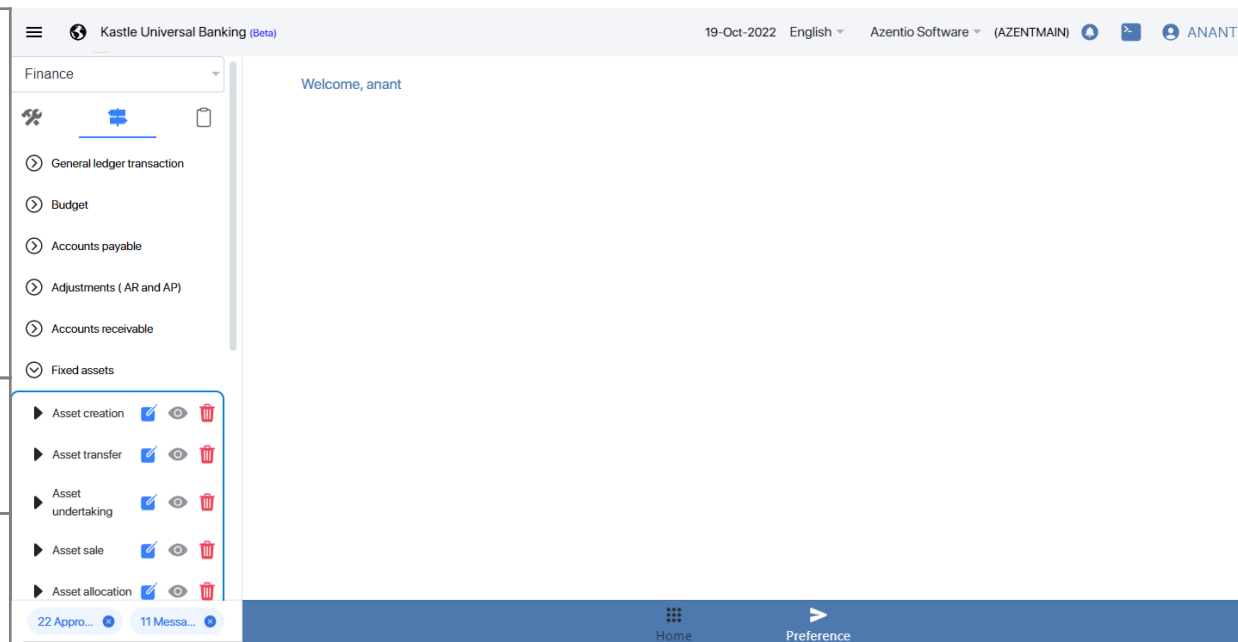 Kastle Universal Banking (Beta)
19-Oct-2022 English Azentio Software (AZENTMAIN) ANANT
Finance
Welcome, anant
General ledger transaction
Budget
Accounts payable
Adjustments ( AR and AP)
Accounts receivable
Fixed assets
Asset creation
Asset transfer
Asset
undertaking
Asset sale
Asset allocation
22 Appro... 11 Messa...
Home Preference